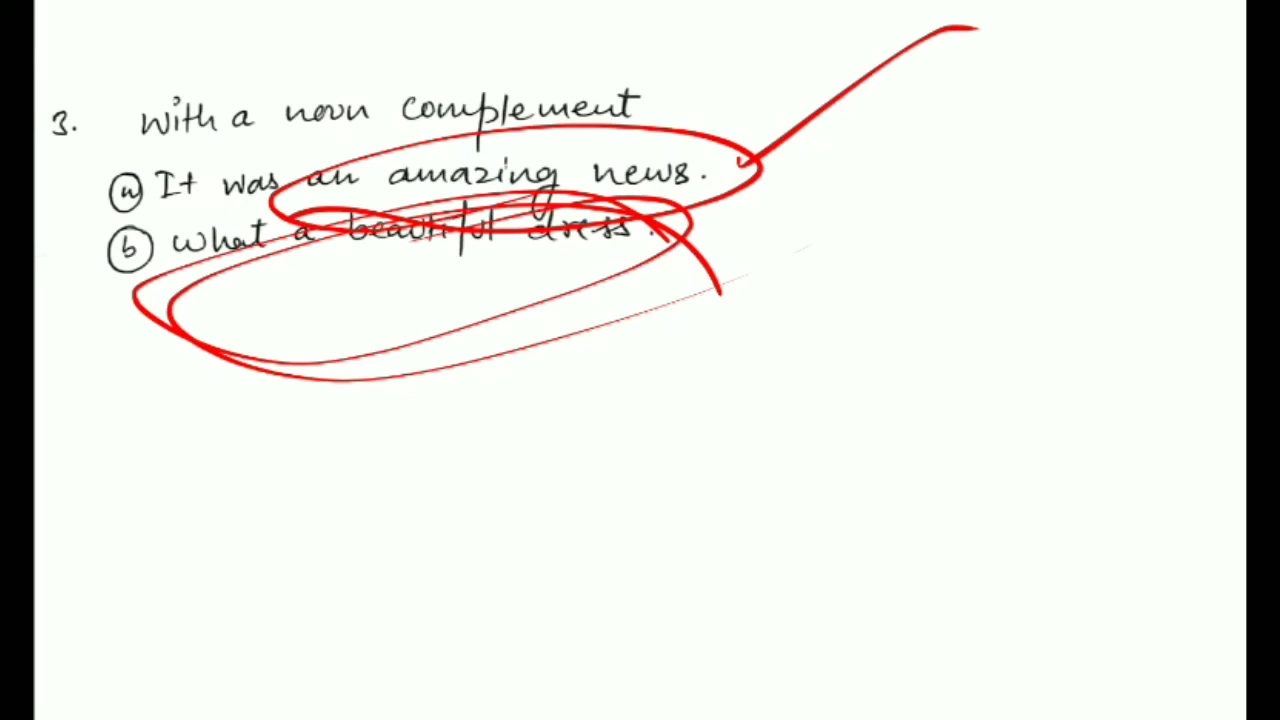 3. With a noun complement
(a) It was an amazing news.
(b) What a beautiful dress.